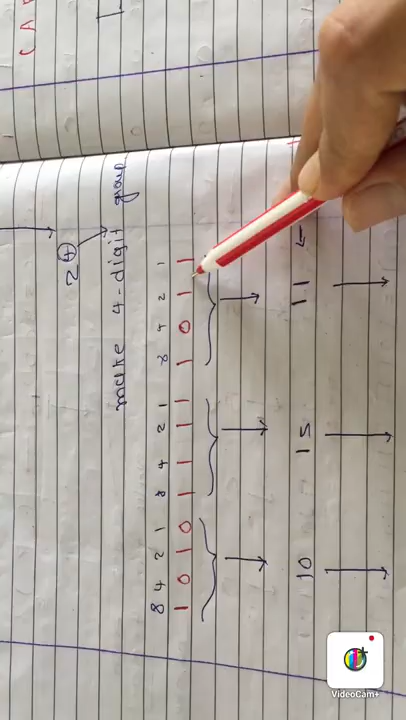 2④
make 4-digit group
8 4 2 1 8 4 2 1 8 4 2 1
1 0 1 0 1 1 1 1 1 0 1 1
10 15 11
VideoCam+